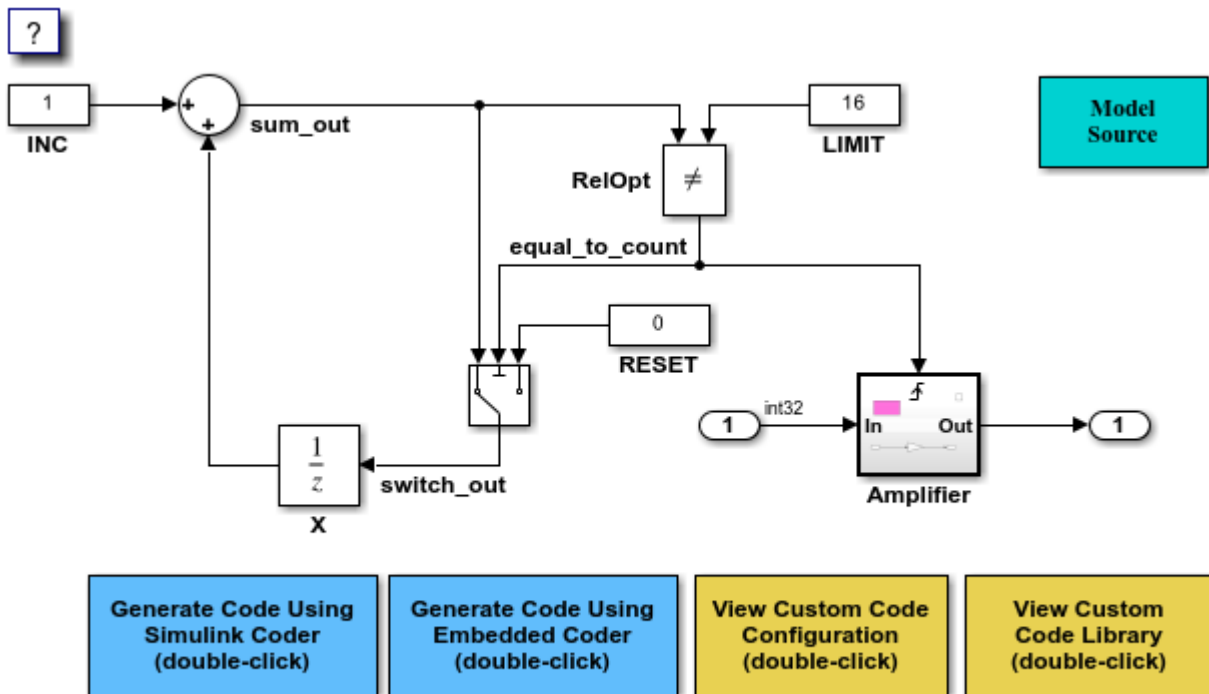 ?
1
INC
+
+
sum_out
16
LIMIT
Model
Source
RelOpt
≠
equal_to_count
0
RESET
1
int32
In
Out
1
Amplifier
1
z
X
switch_out
Generate Code Using
Simulink Coder
(double-click)
Generate Code Using
Embedded Coder
(double-click)
View Custom Code
Configuration
(double-click)
View Custom
Code Library
(double-click)